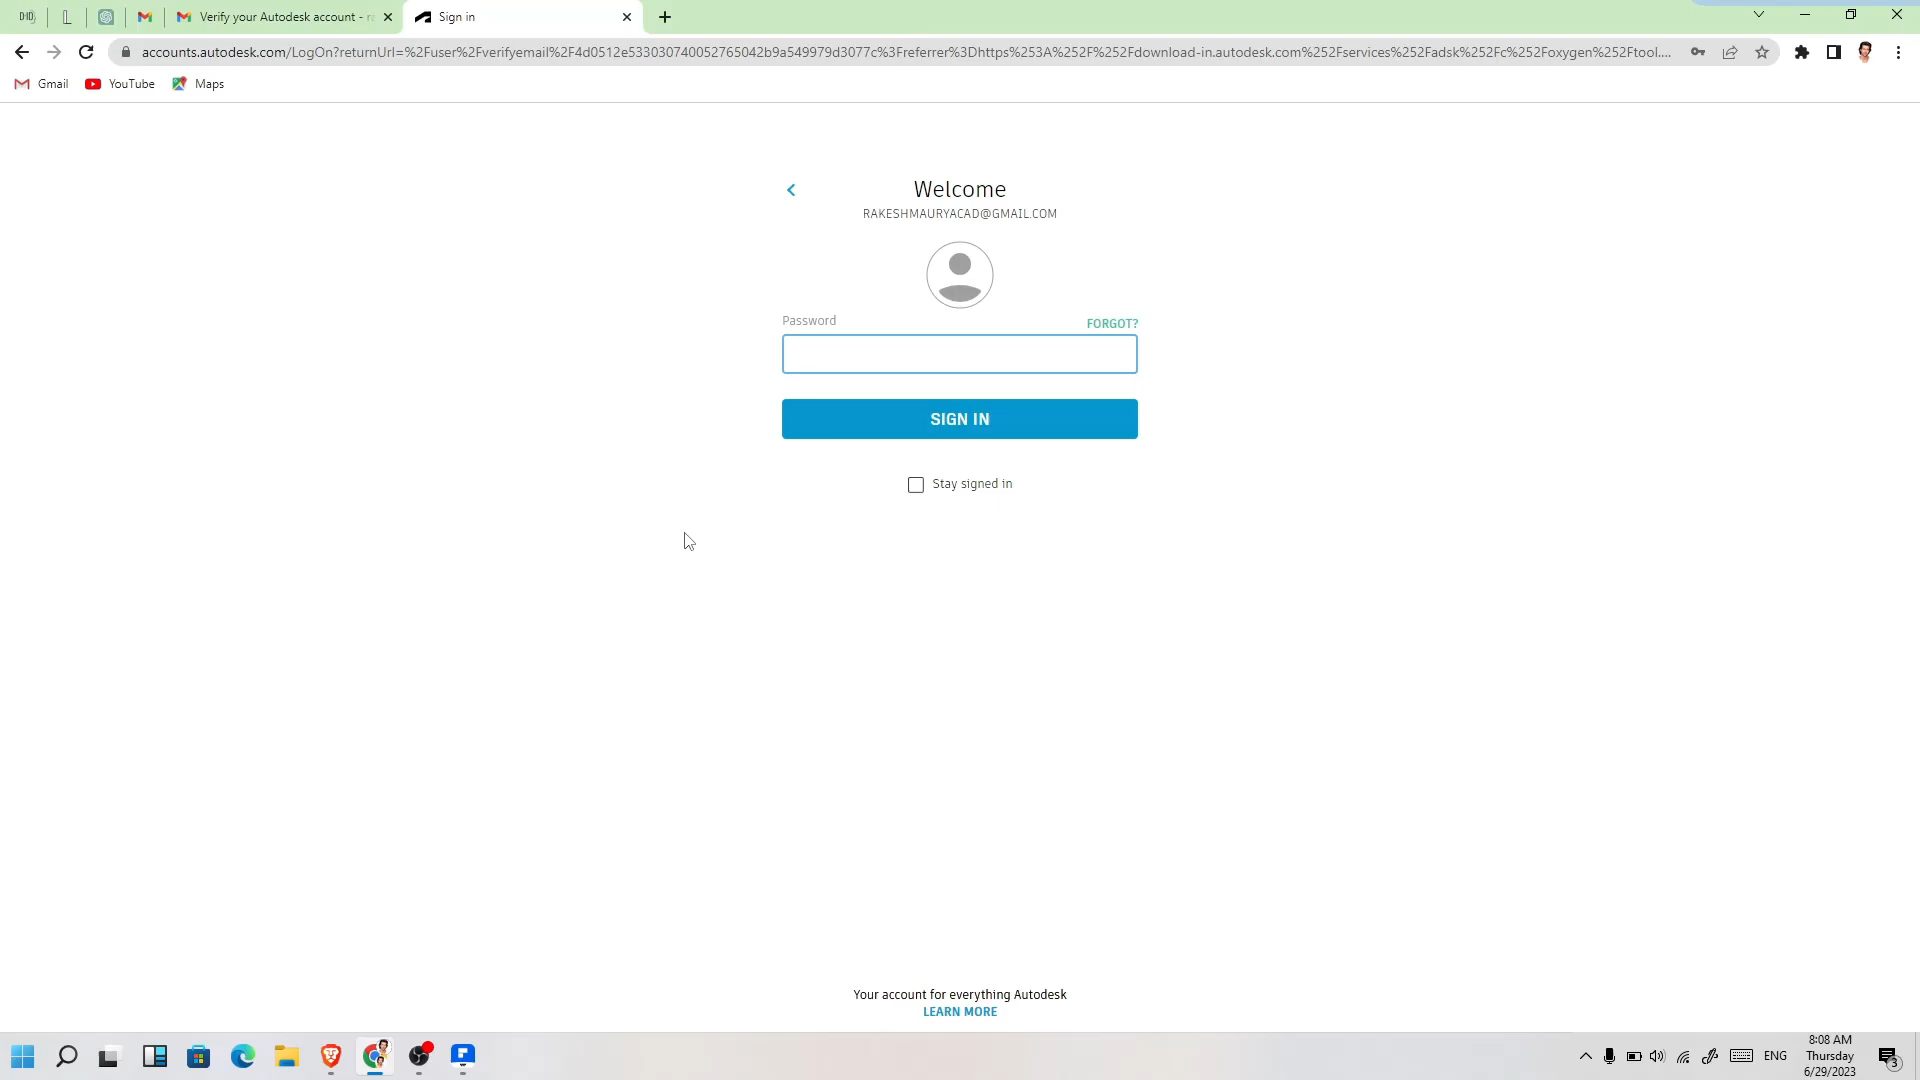 Verify your Autodesk account -
Sign in
accounts.autodesk.com/LogOn?returnUrl=%2Fuser%2Fverifyemail%2F4d0512e533030740052765042b9a549979d3077c%3Freferrer%3Dhttps%253A%252F%252Fdownload-in.autodesk.com%252Fservices%252Fadsk%252Fc%252Foxygen%252Ftool....
Gmail
YouTube
Maps
Welcome
RAKESHMAURYACAD@GMAIL.COM
Password
FORGOT?
SIGN IN
Stay signed in
Your account for everything Autodesk
LEARN MORE
ENG
8:08 AM
Thursday
6/29/2023
3